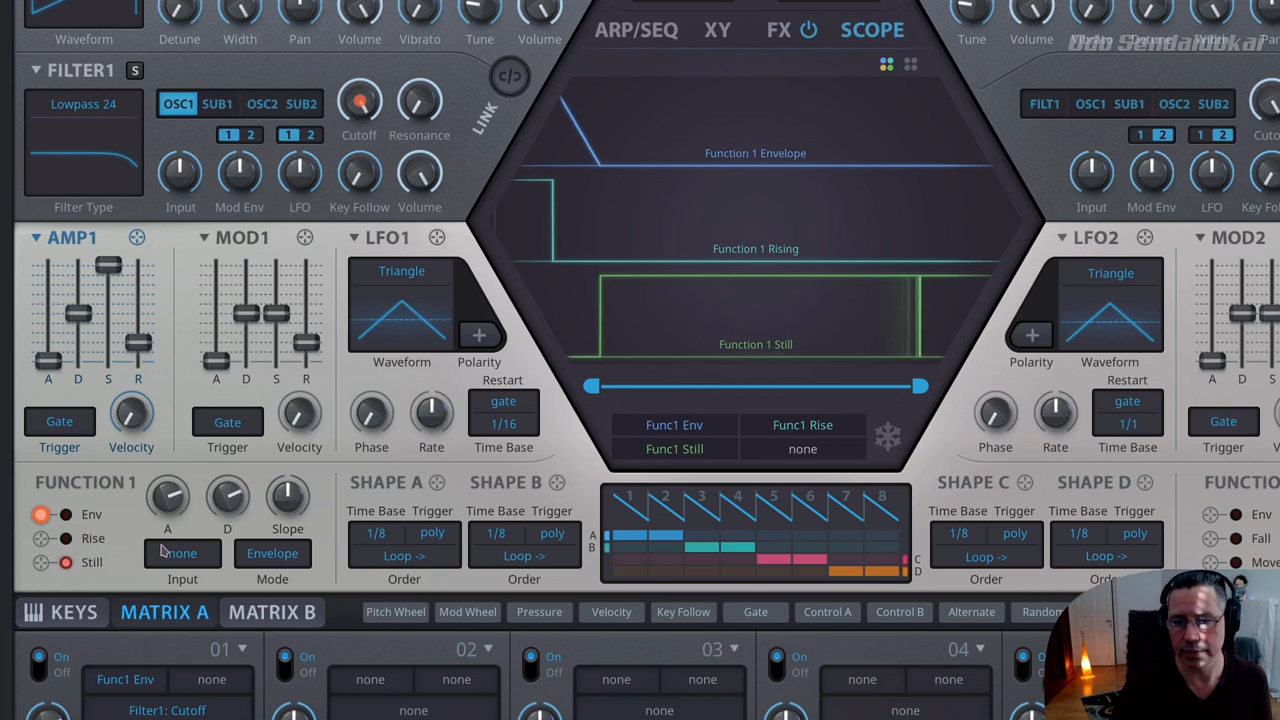 Waveform Detune Width Pan Volume Vibrato Tune Volume
ARP/SEQ XY FX SCOPE
Tune Volume Vibrato Detune Width Pan
Udo Sendaiookai
FILTER1 S
Lowpass 24
OSC1 SUB1 OSC2 SUB2
Cutoff Resonance
LINK
1 2 1 2
Filter Type Input Mod Env LFO Key Follow Volume
Function 1 Envelope
Function 1 Rising
Function 1 Still
FILT1 OSC1 SUB1 OSC2 SUB2
1 2 1 2
Input Mod Env LFO
AMP1 MOD1 LFO1
Triangle
A D S R A D S R
Waveform Polarity
Restart
gate
1/16
Gate Gate
Trigger Velocity Trigger Velocity Phase Rate Time Base
Func1 Env Func1 Rise
Func1 Still none
LFO2 MOD2
Triangle
Polarity Waveform
A D S
Restart
gate
1/1
Gate
Phase Rate Time Base Trigger
FUNCTION 1
Env
Rise
Still
A D Slope
none Envelope
Input Mode
SHAPE A SHAPE B
Time Base Trigger Time Base Trigger
1/8 poly 1/8 poly
Loop -> Loop ->
Order Order
1 2 3 4 5 6 7 8
A
B
C
D
SHAPE C SHAPE D
Time Base Trigger Time Base Trigger
1/8 poly 1/8 poly
Loop -> Loop ->
Order
FUNCTIO
Env
Fall
KEYS MATRIX A MATRIX B
Pitch Wheel Mod Wheel Pressure Velocity Key Follow Gate Control A Control B Alternate
01 02 03 04
On On On On On
Off Off Off Off Off
Func1 Env none none none none none none none
Filter1: Cutoff none none none